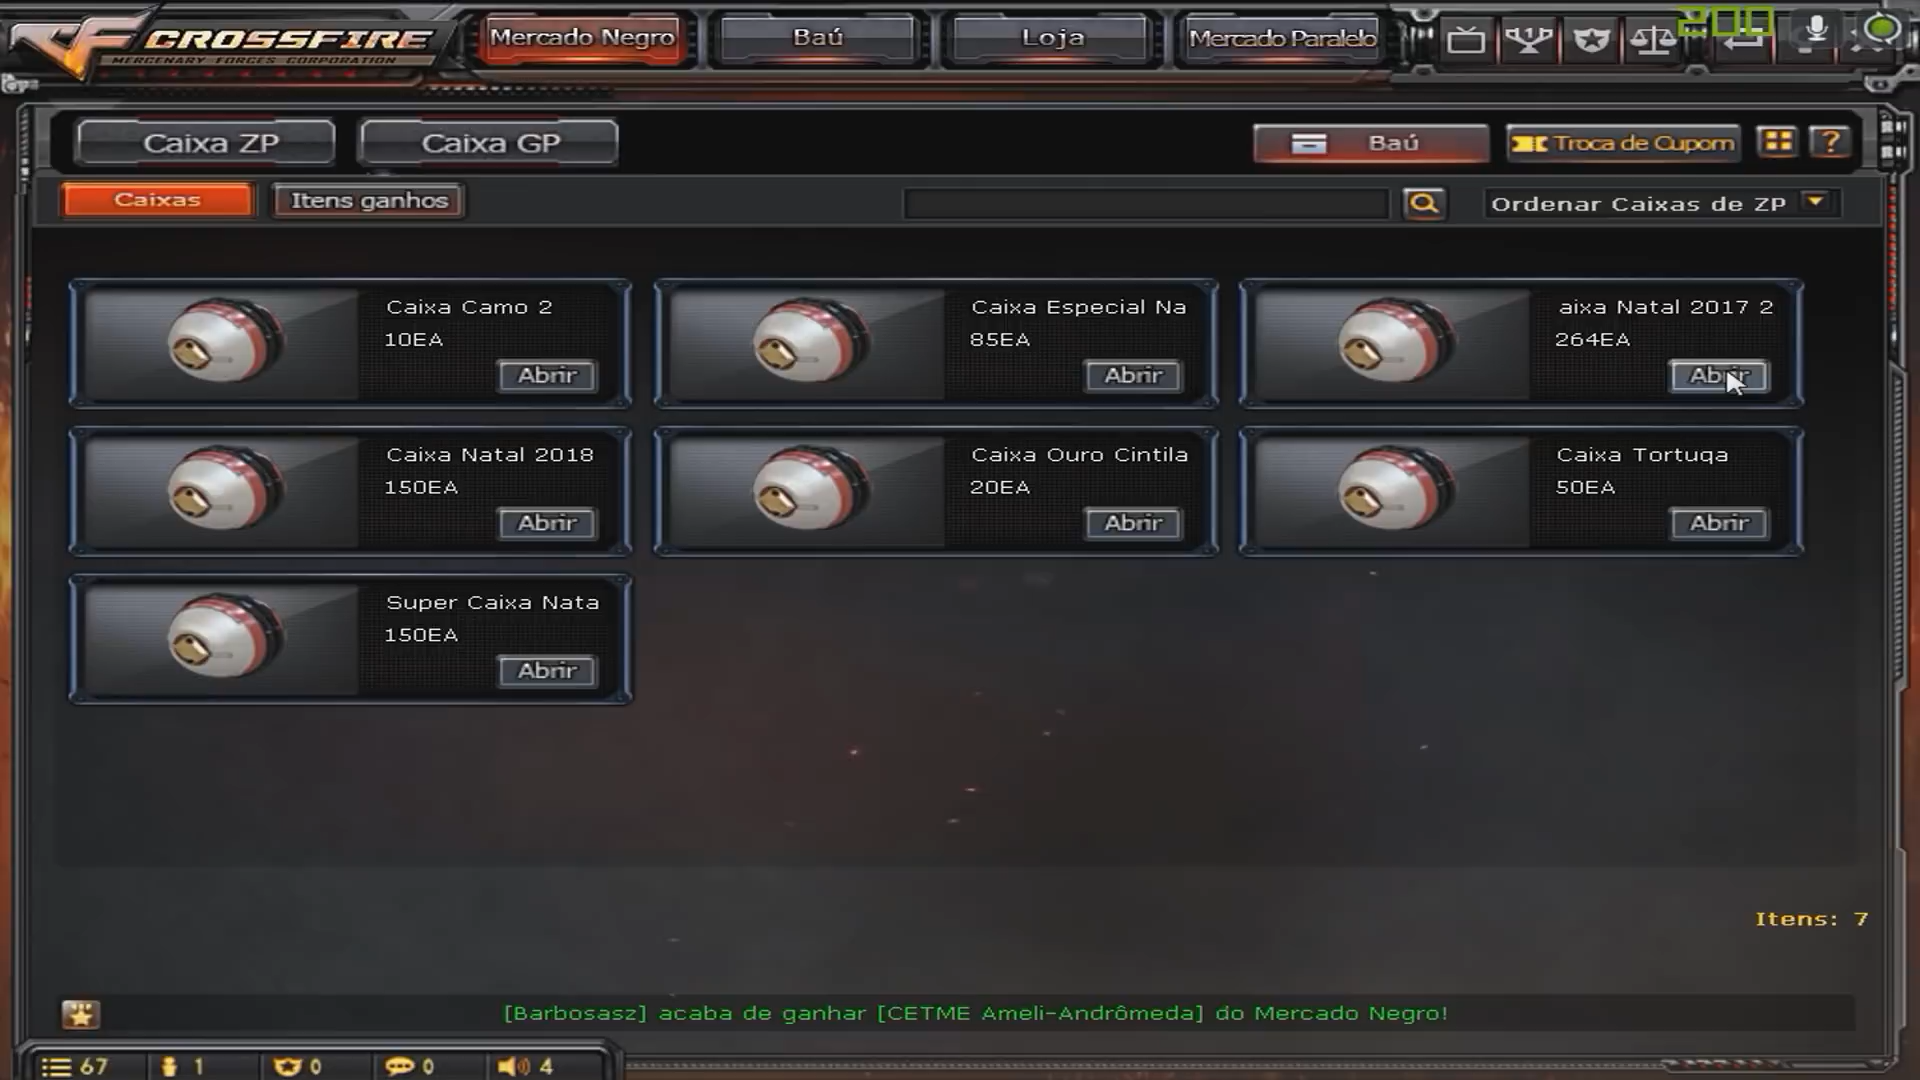 CROSSFIRE
MERCENARY FORCES CORPORATION
Mercado Negro
Baú
Loja
Mercado Paralelo
200
Caixa ZP
Caixa GP
Baú
Troca de Cupom
?
Caixas
Itens ganhos
Ordenar Caixas de ZP
Caixa Camo 2
10EA
Abrir
Caixa Especial Na
85EA
Abrir
aixa Natal 2017 2
264EA
Abrir
Caixa Natal 2018
150EA
Abrir
Caixa Ouro Cintila
20EA
Abrir
Caixa Tortuga
50EA
Abrir
Super Caixa Nata
150EA
Abrir
Itens: 7
[Barbosasz] acaba de ganhar [CETME Ameli-Andrômeda] do Mercado Negro!
67
1
0
0
4